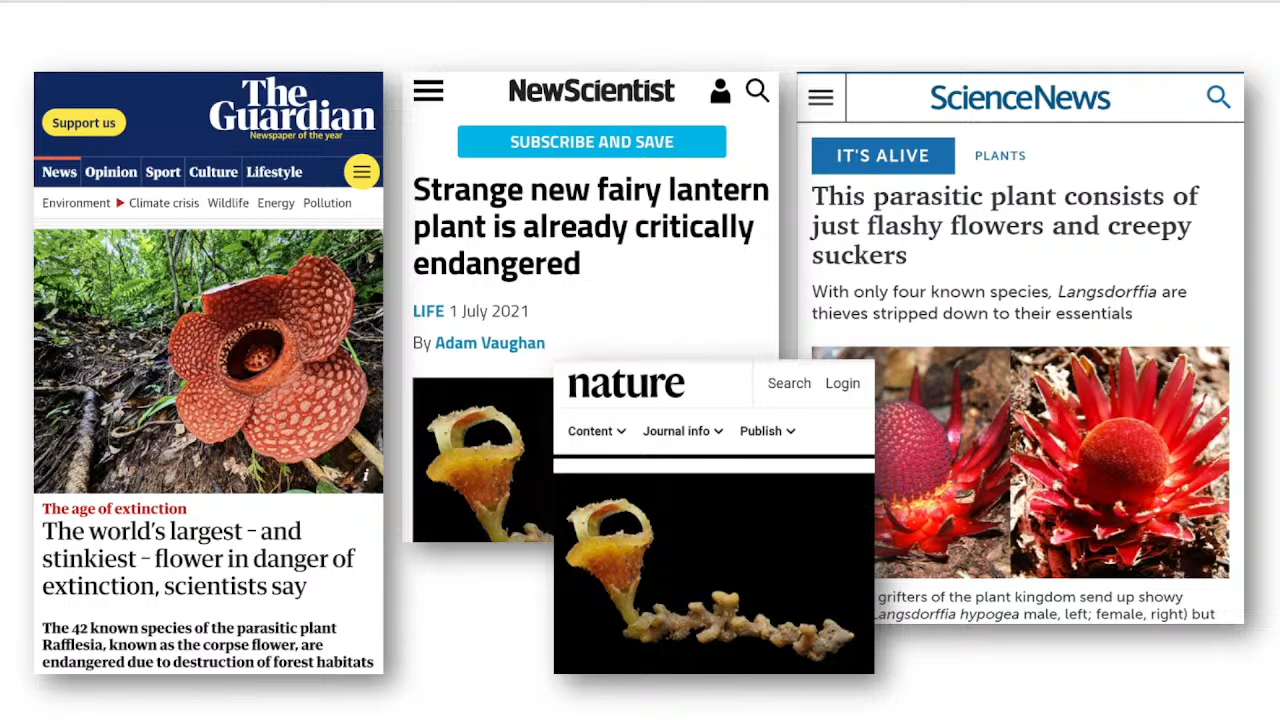 The
Guardian
Newspaper of the year
Support us
News Opinion Sport Culture Lifestyle
Environment Climate crisis Wildlife Energy Pollution
The age of extinction
The world's largest – and
stinkiest – flower in danger of
extinction, scientists say
The 42 known species of the parasitic plant
Rafflesia, known as the corpse flower, are
endangered due to destruction of forest habitats
NewScientist
SUBSCRIBE AND SAVE
Strange new fairy lantern
plant is already critically
endangered
LIFE 1 July 2021
By Adam Vaughan
nature
Search Login
Content Journal info Publish
ScienceNews
IT'S ALIVE PLANTS
This parasitic plant consists of
just flashy flowers and creepy
suckers
With only four known species, Langsdorffia are
thieves stripped down to their essentials
grifters of the plant kingdom send up showy
Langsdorffia hypogea male, left; female, right) but